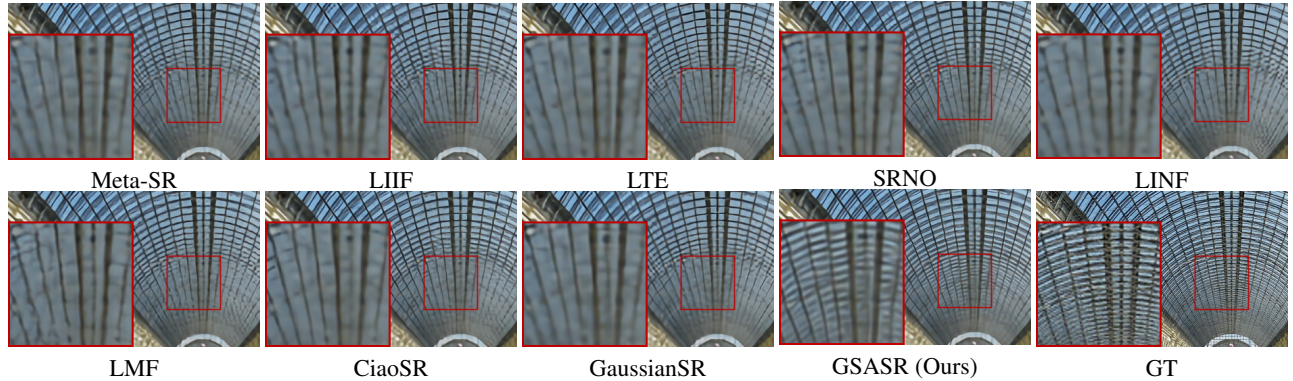 Meta-SR LIIF LTE SRNO LINF
LMF CiaoSR GaussianSR GSASR (Ours) GT